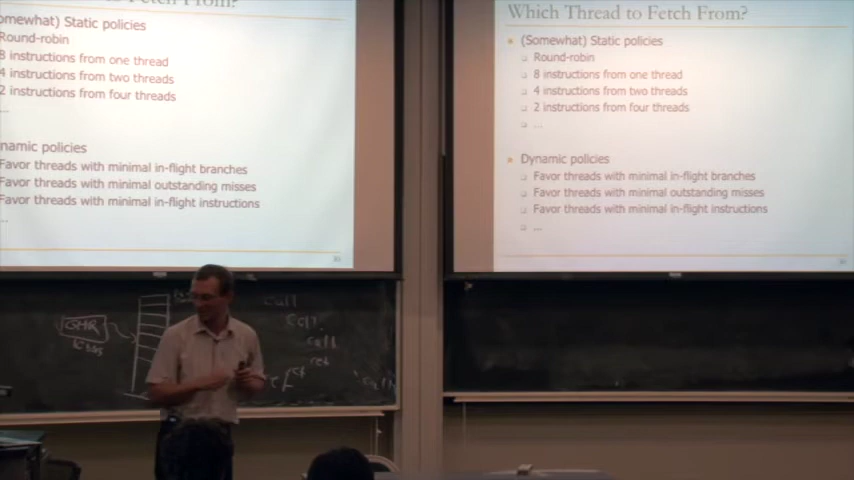 to Fetch From?
omewhat) Static policies
Round-robin
8 instructions from one thread
4 instructions from two threads
2 instructions from four threads
...
namic policies
Favor threads with minimal in-flight branches
Favor threads with minimal outstanding misses
Favor threads with minimal in-flight instructions
...
Which Thread to Fetch From?
(Somewhat) Static policies
Round-robin
8 instructions from one thread
4 instructions from two threads
2 instructions from four threads
...
Dynamic policies
Favor threads with minimal in-flight branches
Favor threads with minimal outstanding misses
Favor threads with minimal in-flight instructions
...
GHR
call
call
call
ret
call